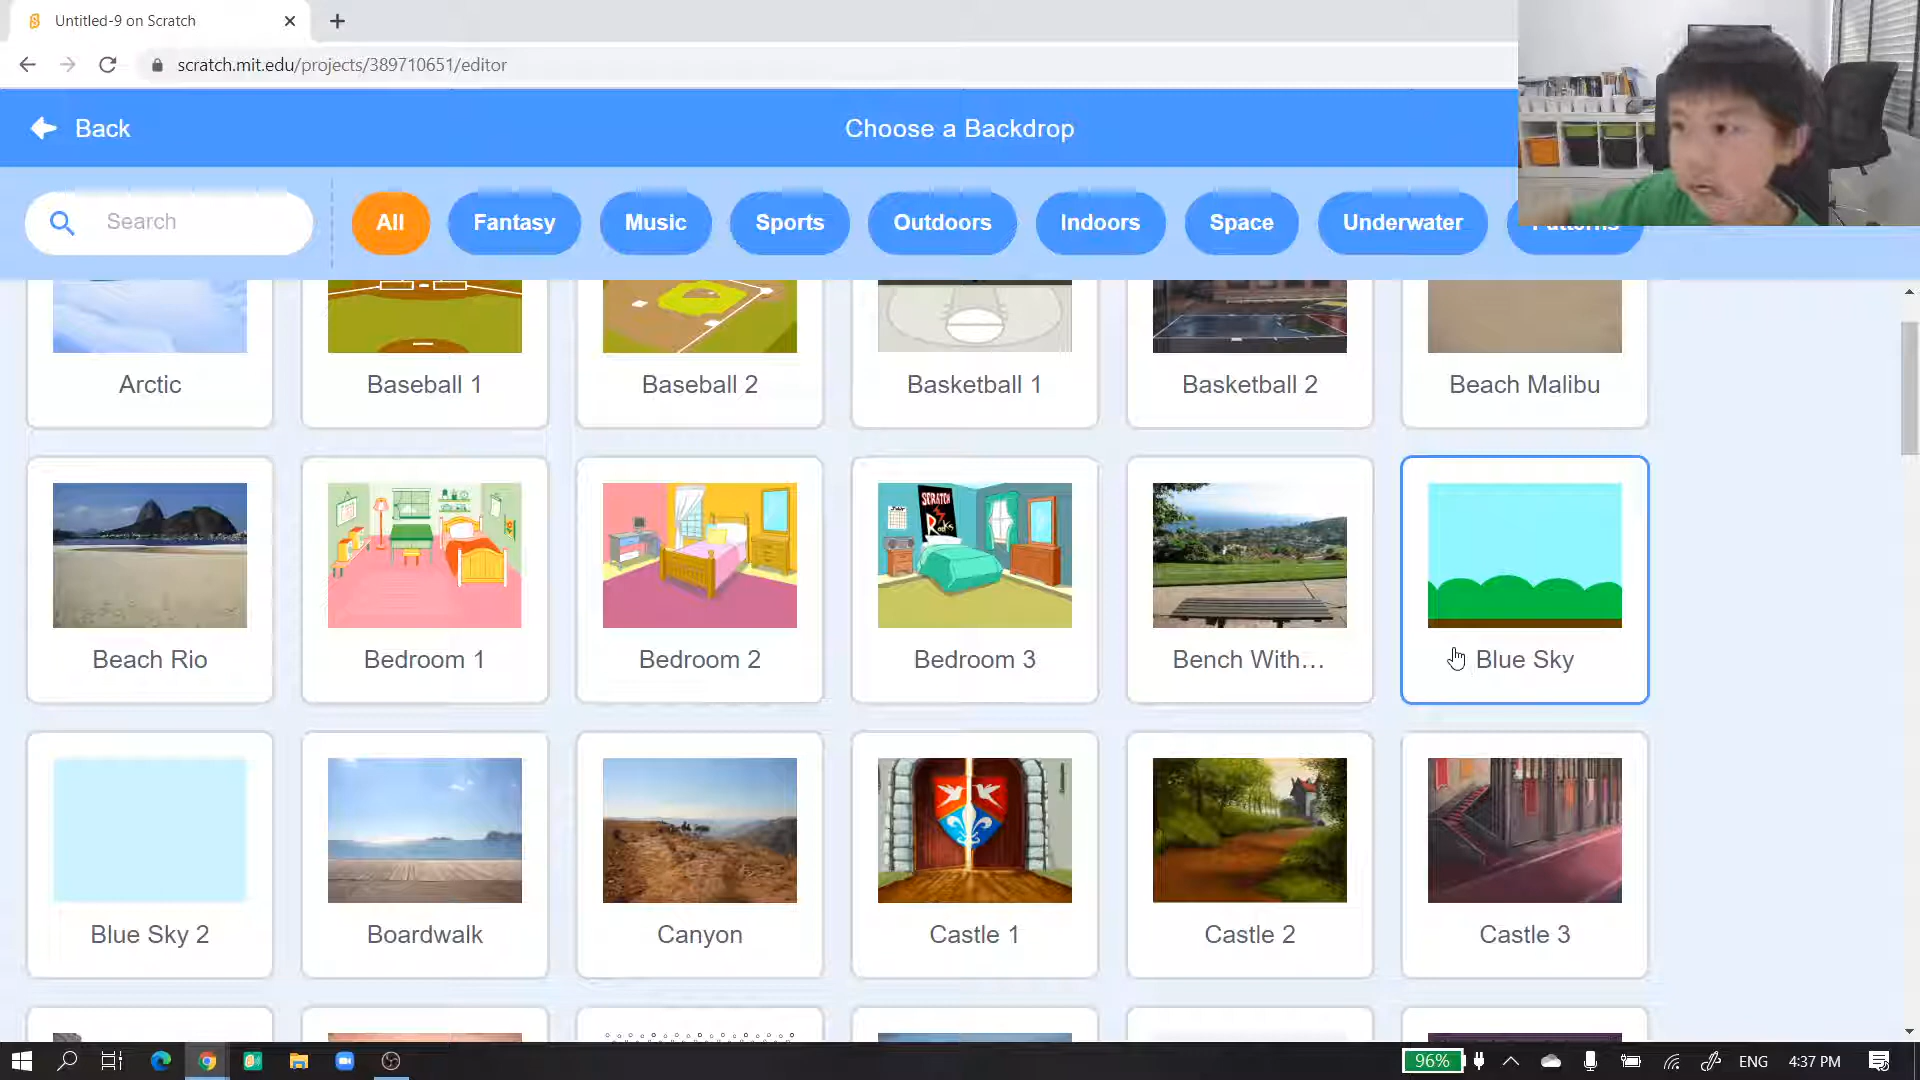 Untitled-9 on Scratch
scratch.mit.edu/projects/389710651/editor
Back
Choose a Backdrop
Search
All
Fantasy
Music
Sports
Outdoors
Indoors
Space
Underwater
Patterns
Arctic
Baseball 1
Baseball 2
Basketball 1
Basketball 2
Beach Malibu
SCRATCH
Rocks
Beach Rio
Bedroom 1
Bedroom 2
Bedroom 3
Bench With...
Blue Sky
Blue Sky 2
Boardwalk
Canyon
Castle 1
Castle 2
Castle 3
96%
ENG
4:37 PM